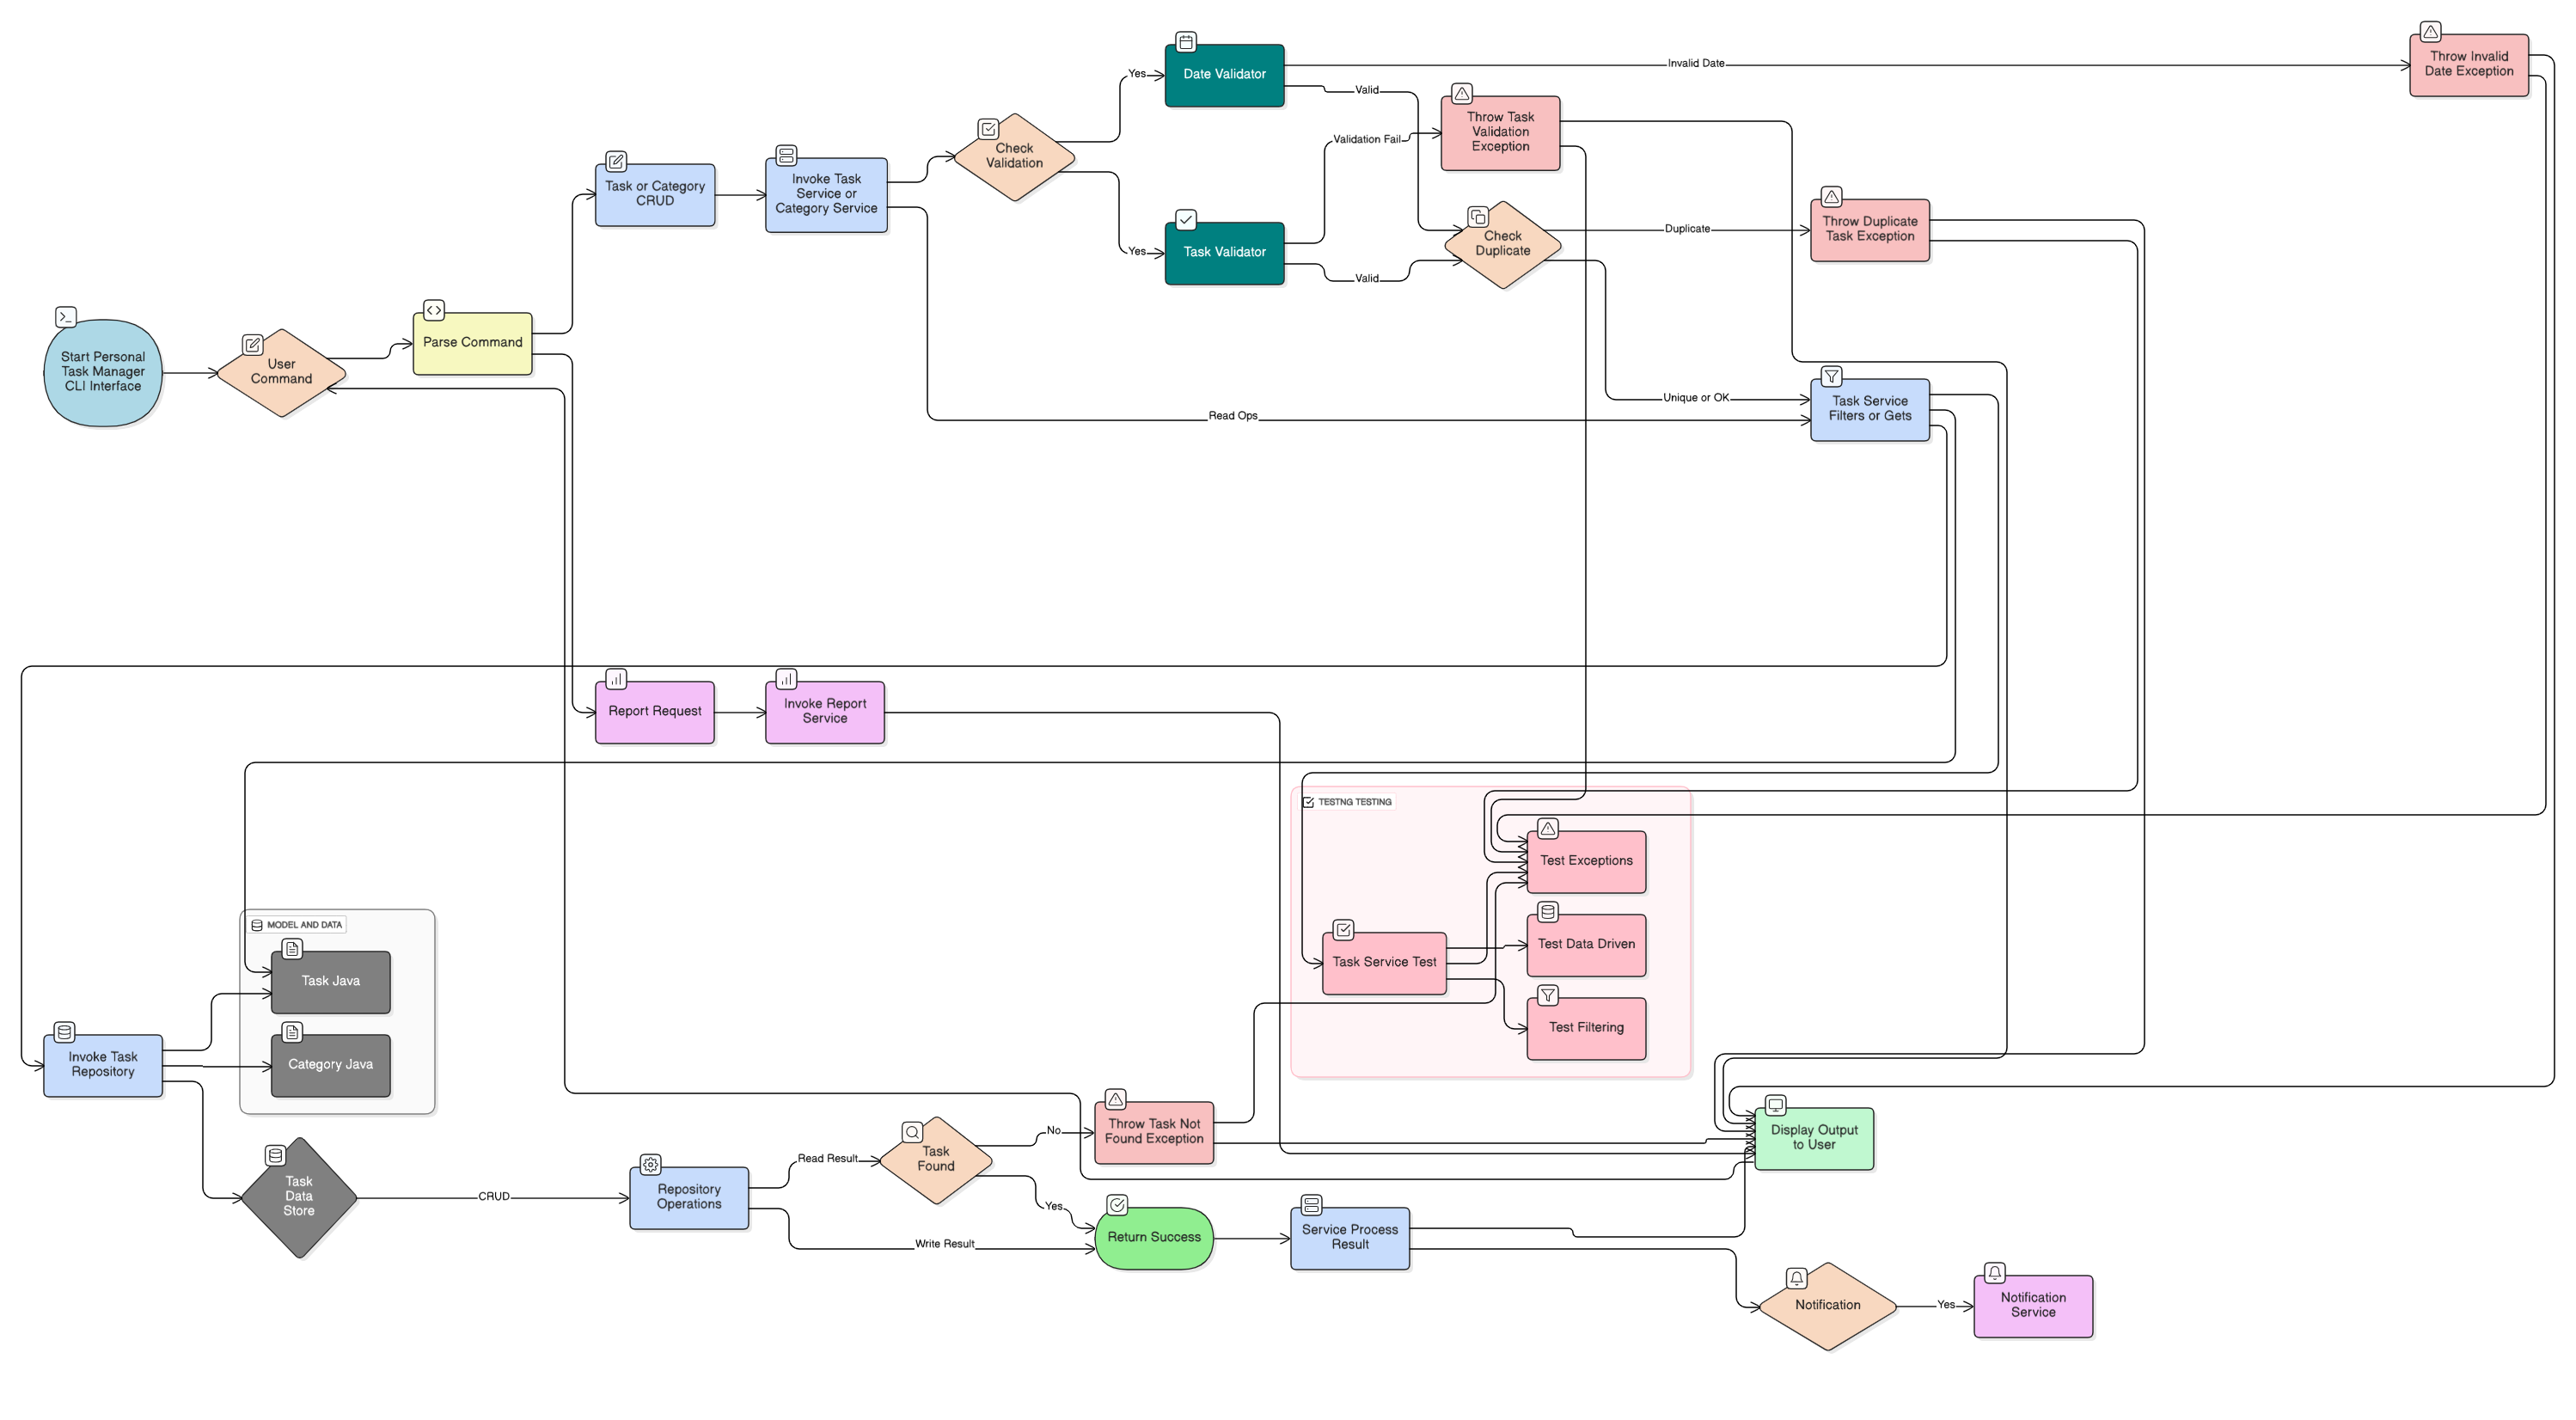 Throw Invalid
Date Exception
Invalid Date
Date Validator
Yes
Valid
Throw Task
Validation
Exception
Validation Fail
Check
Validation
Task or Category
CRUD
Invoke Task
Service or
Category Service
Yes
Task Validator
Valid
Check
Duplicate
Duplicate
Throw Duplicate
Task Exception
Start Personal
Task Manager
CLI Interface
User
Command
Parse Command
Unique or OK
Read Ops
Task Service
Filters or Gets
Report Request
Invoke Report
Service
TESTNG TESTING
Test Exceptions
Test Data Driven
Task Service Test
Test Filtering
MODEL AND DATA
Task Java
Category Java
Invoke Task
Repository
Task
Data
Store
CRUD
Repository
Operations
Read Result
Write Result
Task
Found
No
Yes
Throw Task Not
Found Exception
Return Success
Service Process
Result
Display Output
to User
Notification
Yes
Notification
Service